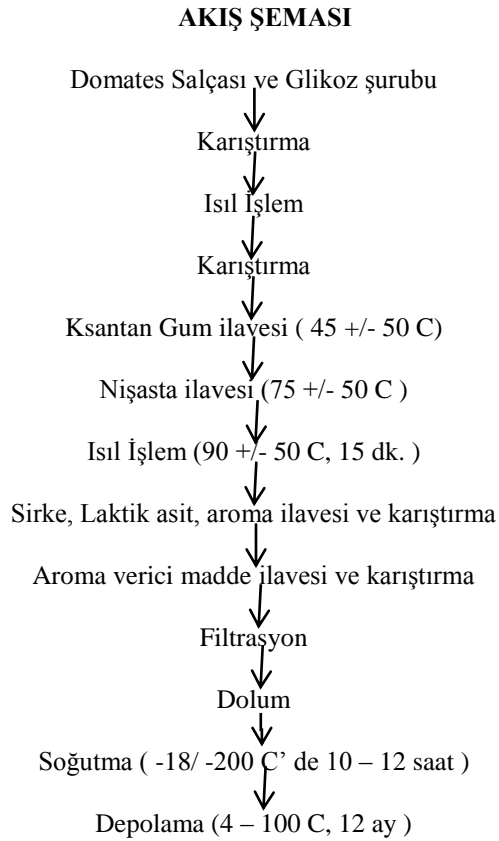 AKIŞ ŞEMASI
Domates Salçası ve Glikoz şurubu
Karıştırma
Isıl İşlem
Karıştırma
Ksantan Gum ilavesi ( 45 +/- 50 C)
Nişasta ilavesi (75 +/- 50 C )
Isıl İşlem (90 +/- 50 C, 15 dk. )
Sirke, Laktik asit, aroma ilavesi ve karıştırma
Aroma verici madde ilavesi ve karıştırma
Filtrasyon
Dolum
Soğutma ( -18/ -200 C’ de 10 – 12 saat )
Depolama (4 – 100 C, 12 ay )